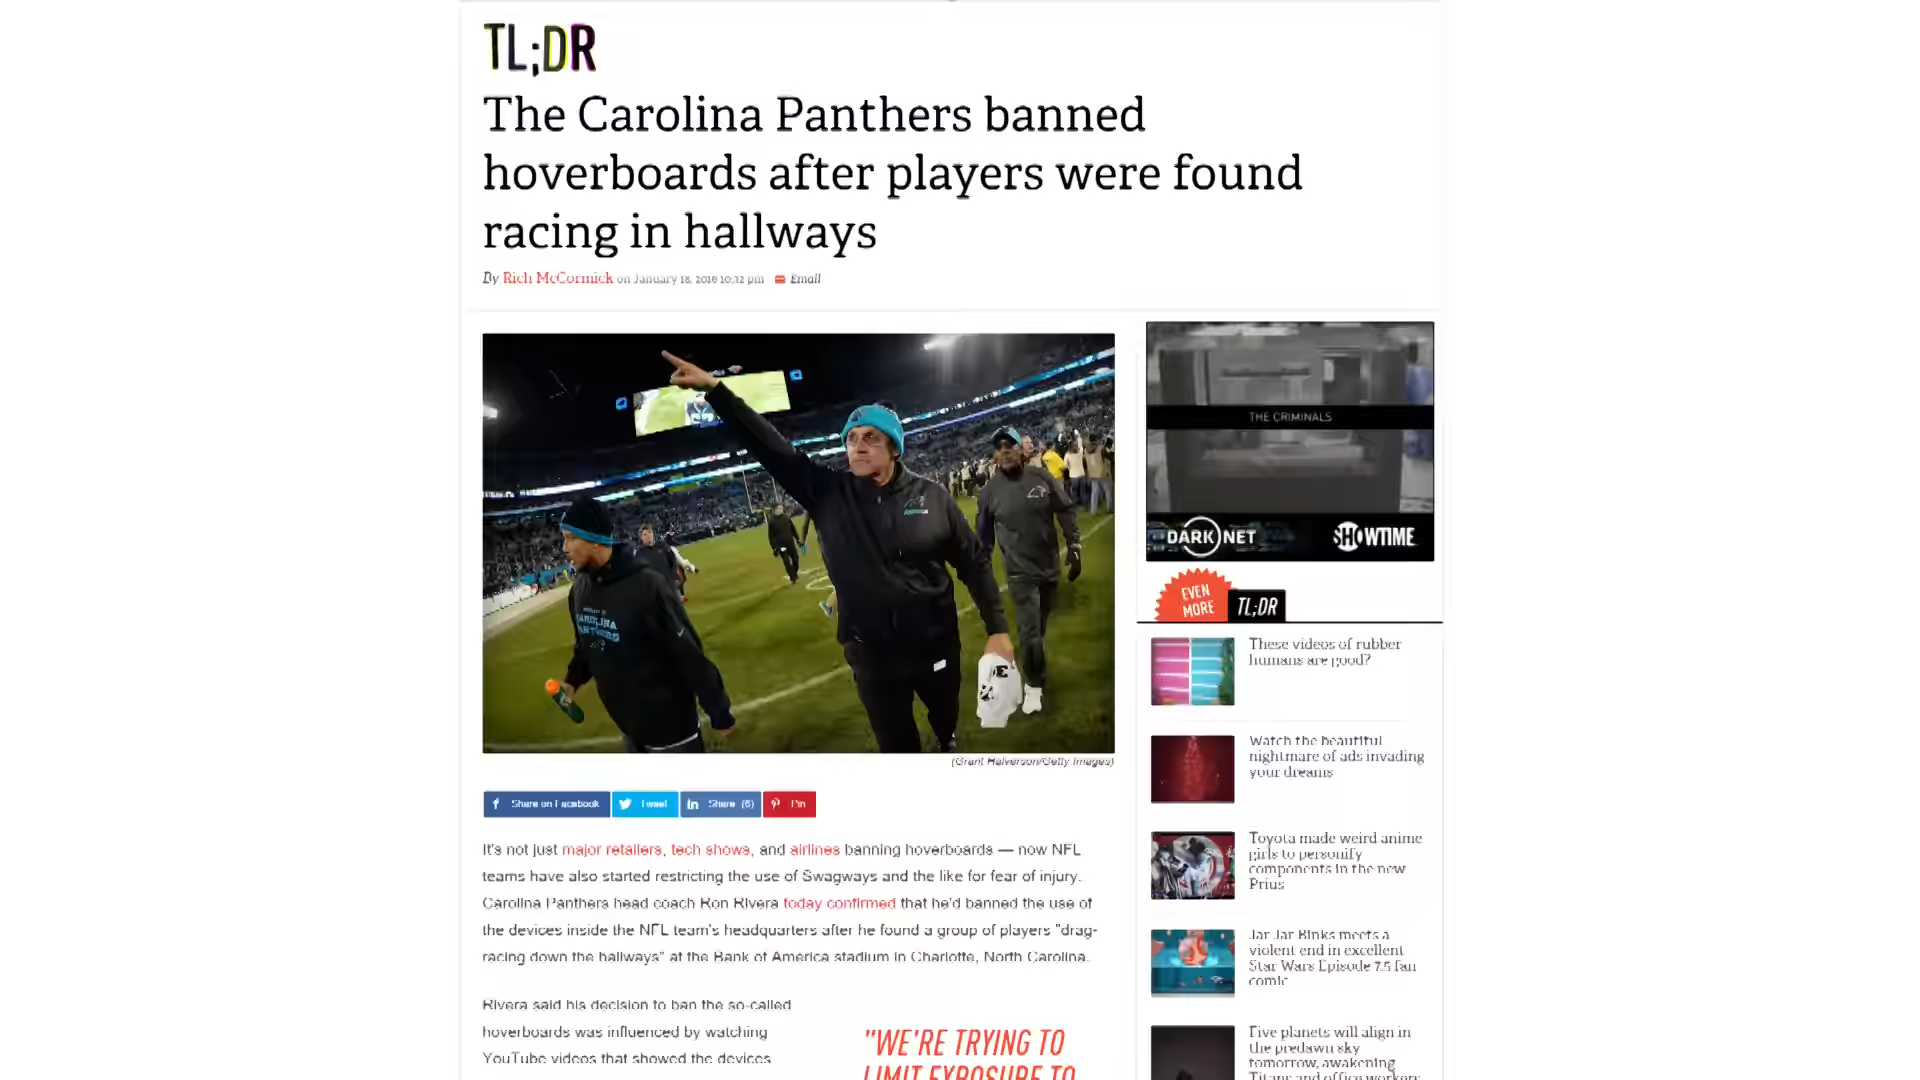 TL;DR
The Carolina Panthers banned
hoverboards after players were found
racing in hallways
By Rich McCormick on January 18, 2016 10:32 pm Email
CAROLINA
PANTHERS
(Grant Halverson/Getty Images)
Share on Facebook Tweet Share (6) Pin
It's not just major retailers, tech shows, and airlines banning hoverboards — now NFL
teams have also started restricting the use of Swagways and the like for fear of injury.
Carolina Panthers head coach Ron Rivera today confirmed that he'd banned the use of
the devices inside the NFL team's headquarters after he found a group of players "drag-
racing down the hallways" at the Bank of America stadium in Charlotte, North Carolina.
Rivera said his decision to ban the so-called
hoverboards was influenced by watching
YouTube videos that showed the devices
"WE'RE TRYING TO
LIMIT EXPOSURE TO
THE CRIMINALS
DARK NET
SHOWTIME
EVEN
MORE
TL;DR
These videos of rubber
humans are good?
Watch the beautiful
nightmare of ads invading
your dreams
Toyota made weird anime
girls to personify
components in the new
Prius
Jar Jar Binks meets a
violent end in excellent
Star Wars Episode 7.5 fan
comic
Five planets will align in
the predawn sky
tomorrow, awakening
Titans and office workers